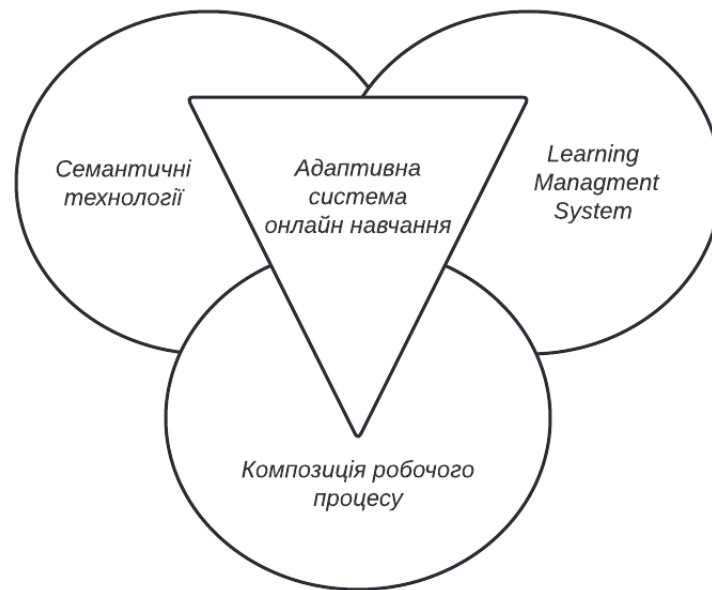 Семантичні
технології
Адаптивна
система
онлайн навчання
Learning
Managment
System
Композиція робочого
процесу